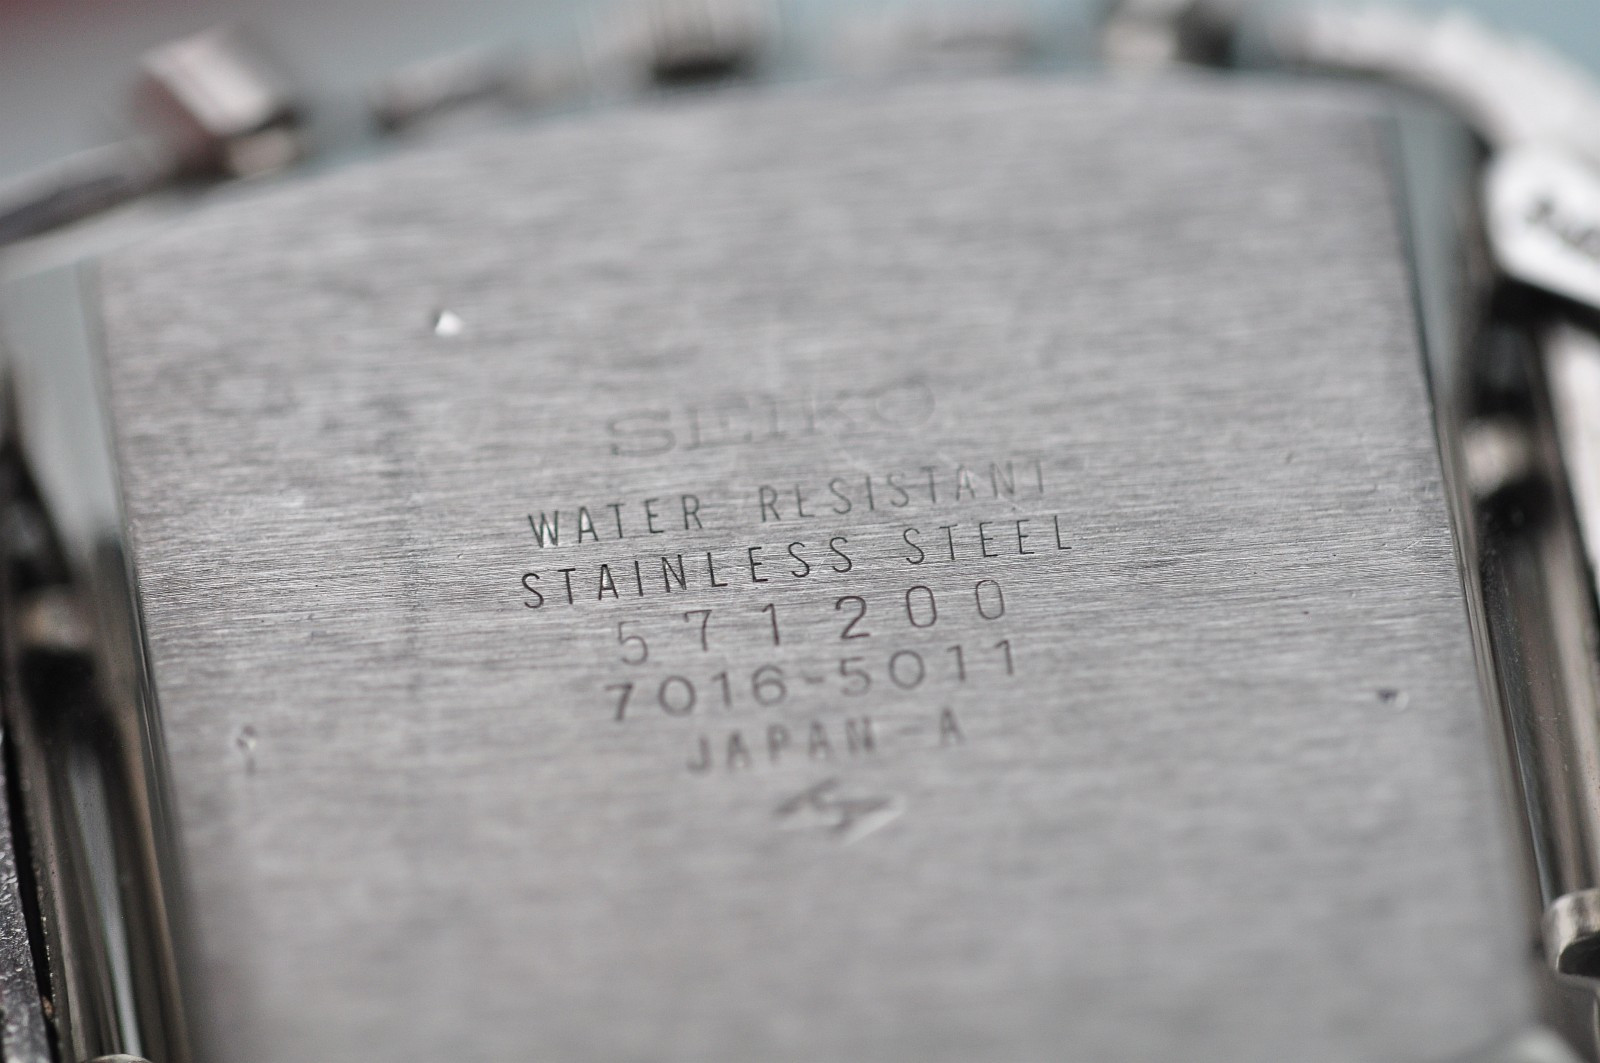 SEIKO
WATER RESISTANT
STAINLESS STEEL
571200
7016-5011
JAPAN-A